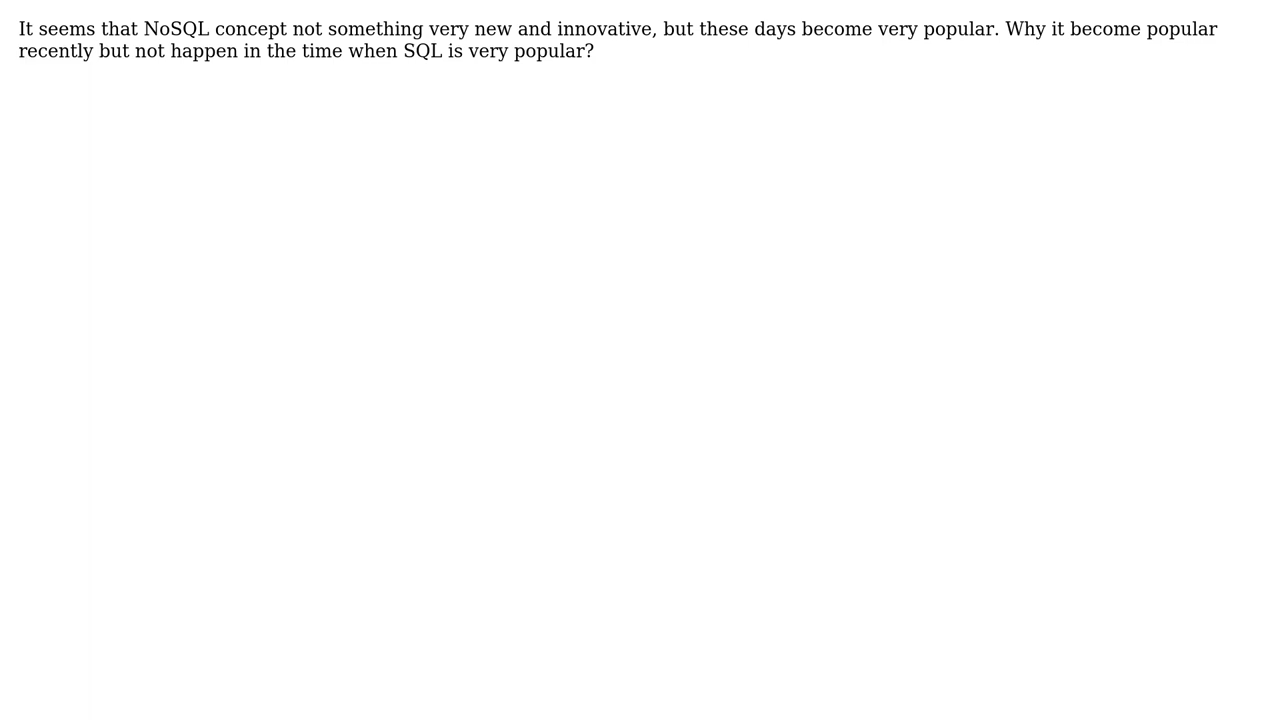 It seems that NoSQL concept not something very new and innovative, but these days become very popular. Why it become popular
recently but not happen in the time when SQL is very popular?